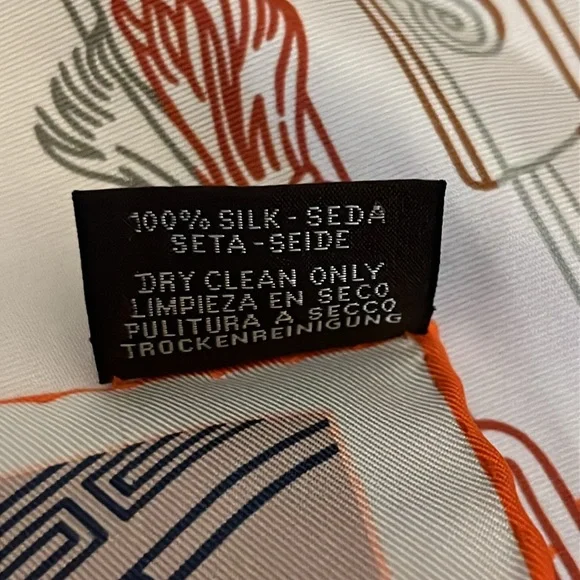 100% SILK - SEDA
SETA - SEIDE
DRY CLEAN ONLY
LIMPIEZA EN SECO
PULITURA A SECCO
TROCKENREINIGUNG